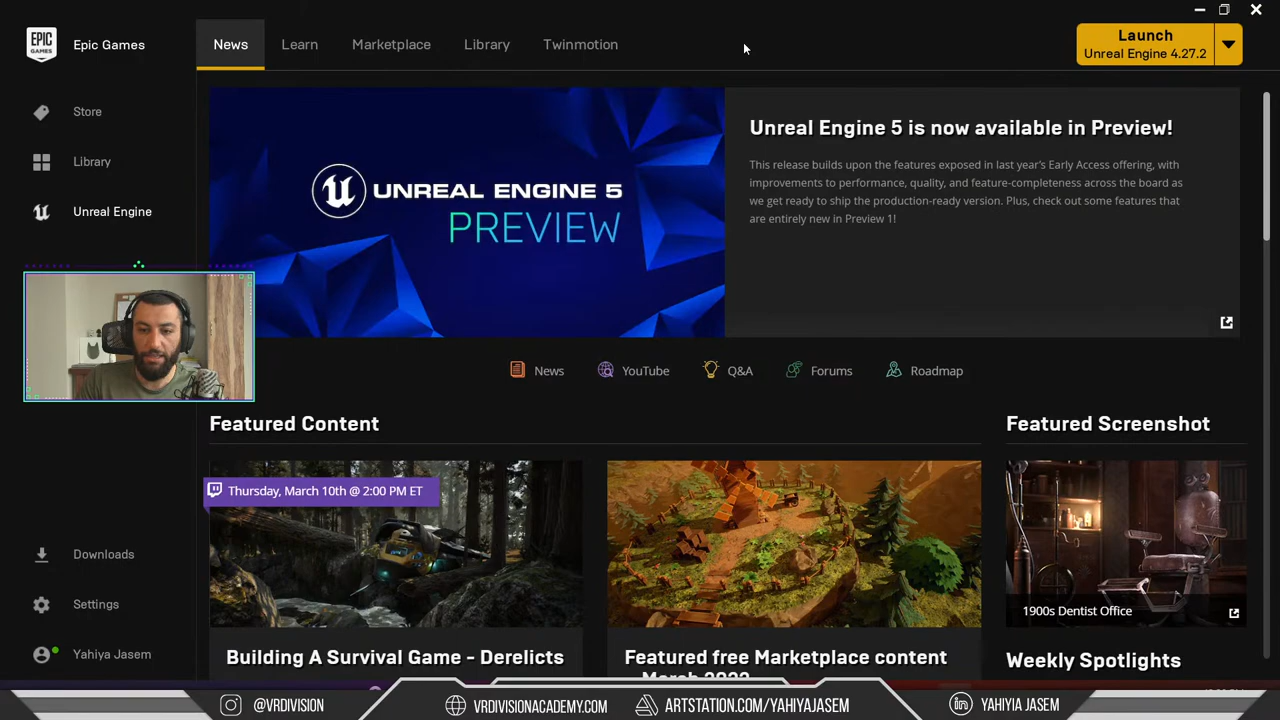 EPIC GAMES
Epic Games
News
Learn
Marketplace
Library
Twinmotion
Launch
Unreal Engine 4.27.2
Store
Library
Unreal Engine
UNREAL ENGINE 5
PREVIEW
Unreal Engine 5 is now available in Preview!
This release builds upon the features exposed in last year's Early Access offering, with
improvements to performance, quality, and feature-completeness across the board as
we get ready to ship the production-ready version. Plus, check out some features that
are entirely new in Preview 1!
News
YouTube
Q&A
Forums
Roadmap
Featured Content
Featured Screenshot
Thursday, March 10th @ 2:00 PM ET
1900s Dentist Office
Building A Survival Game - Derelicts
Featured free Marketplace content
March 2022
Weekly Spotlights
Downloads
Settings
Yahiya Jasem
@VRDIVISION
VRDIVISIONACADEMY.COM
ARTSTATION.COM/YAHIYAJASEM
YAHIYIA JASEM